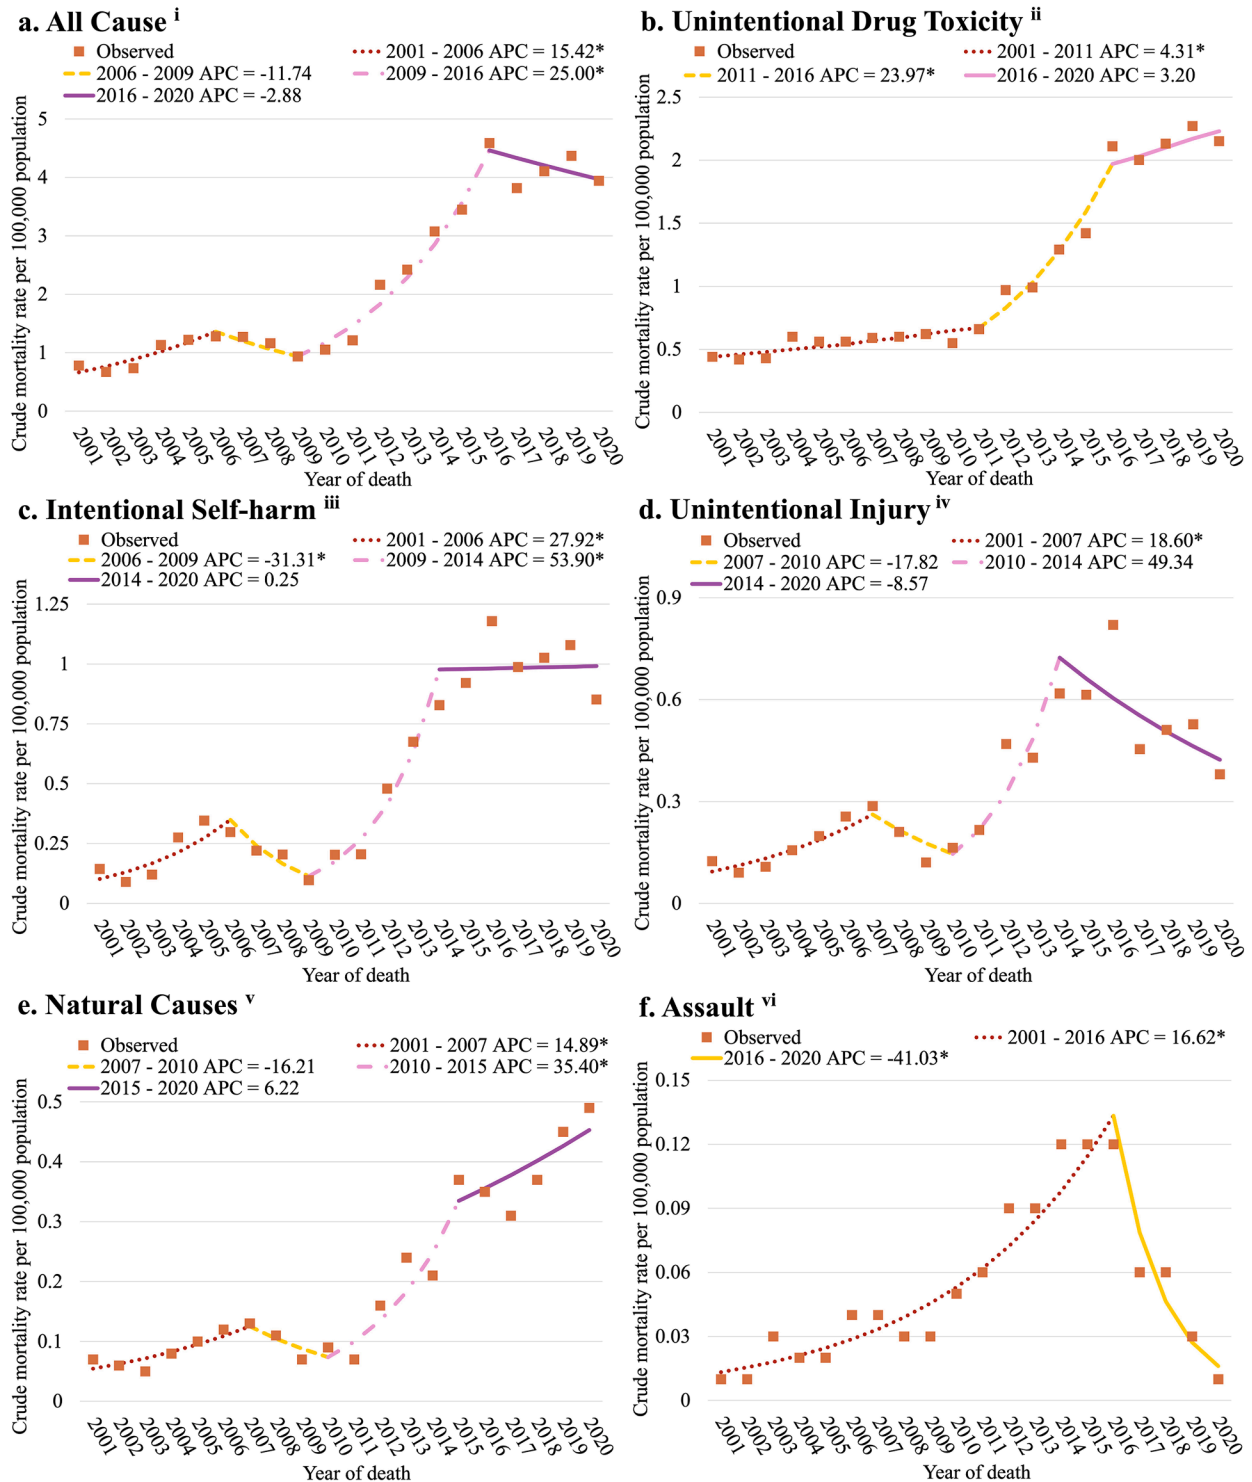 a. All Cause i
Observed
2001 - 2006 APC = 15.42*
2006 - 2009 APC = -11.74
2009 - 2016 APC = 25.00*
2016 - 2020 APC = -2.88
Crude mortality rate per 100,000 population
5
4
3
2
1
0
2001 2002 2003 2004 2005 2006 2007 2008 2009 2010 2011 2012 2013 2014 2015 2016 2017 2018 2019 2020
Year of death
b. Unintentional Drug Toxicity ii
Observed
2001 - 2011 APC = 4.31*
2011 - 2016 APC = 23.97*
2016 - 2020 APC = 3.20
Crude mortality rate per 100,000 population
2.5
2
1.5
1
0.5
0
2001 2002 2003 2004 2005 2006 2007 2008 2009 2010 2011 2012 2013 2014 2015 2016 2017 2018 2019 2020
Year of death
c. Intentional Self-harm iii
Observed
2001 - 2006 APC = 27.92*
2006 - 2009 APC = -31.31*
2009 - 2014 APC = 53.90*
2014 - 2020 APC = 0.25
Crude mortality rate per 100,000 population
1.25
1
0.75
0.5
0.25
0
2001 2002 2003 2004 2005 2006 2007 2008 2009 2010 2011 2012 2013 2014 2015 2016 2017 2018 2019 2020
Year of death
d. Unintentional Injury iv
Observed
2001 - 2007 APC = 18.60*
2007 - 2010 APC = -17.82
2010 - 2014 APC = 49.34
2014 - 2020 APC = -8.57
Crude mortality rate per 100,000 population
0.9
0.6
0.3
0
2001 2002 2003 2004 2005 2006 2007 2008 2009 2010 2011 2012 2013 2014 2015 2016 2017 2018 2019 2020
Year of death
e. Natural Causes v
Observed
2001 - 2007 APC = 14.89*
2007 - 2010 APC = -16.21
2010 - 2015 APC = 35.40*
2015 - 2020 APC = 6.22
Crude mortality rate per 100,000 population
0.5
0.4
0.3
0.2
0.1
0
2001 2002 2003 2004 2005 2006 2007 2008 2009 2010 2011 2012 2013 2014 2015 2016 2017 2018 2019 2020
Year of death
f. Assault vi
Observed
2001 - 2016 APC = 16.62*
2016 - 2020 APC = -41.03*
Crude mortality rate per 100,000 population
0.15
0.12
0.09
0.06
0.03
0
2001 2002 2003 2004 2005 2006 2007 2008 2009 2010 2011 2012 2013 2014 2015 2016 2017 2018 2019 2020
Year of death